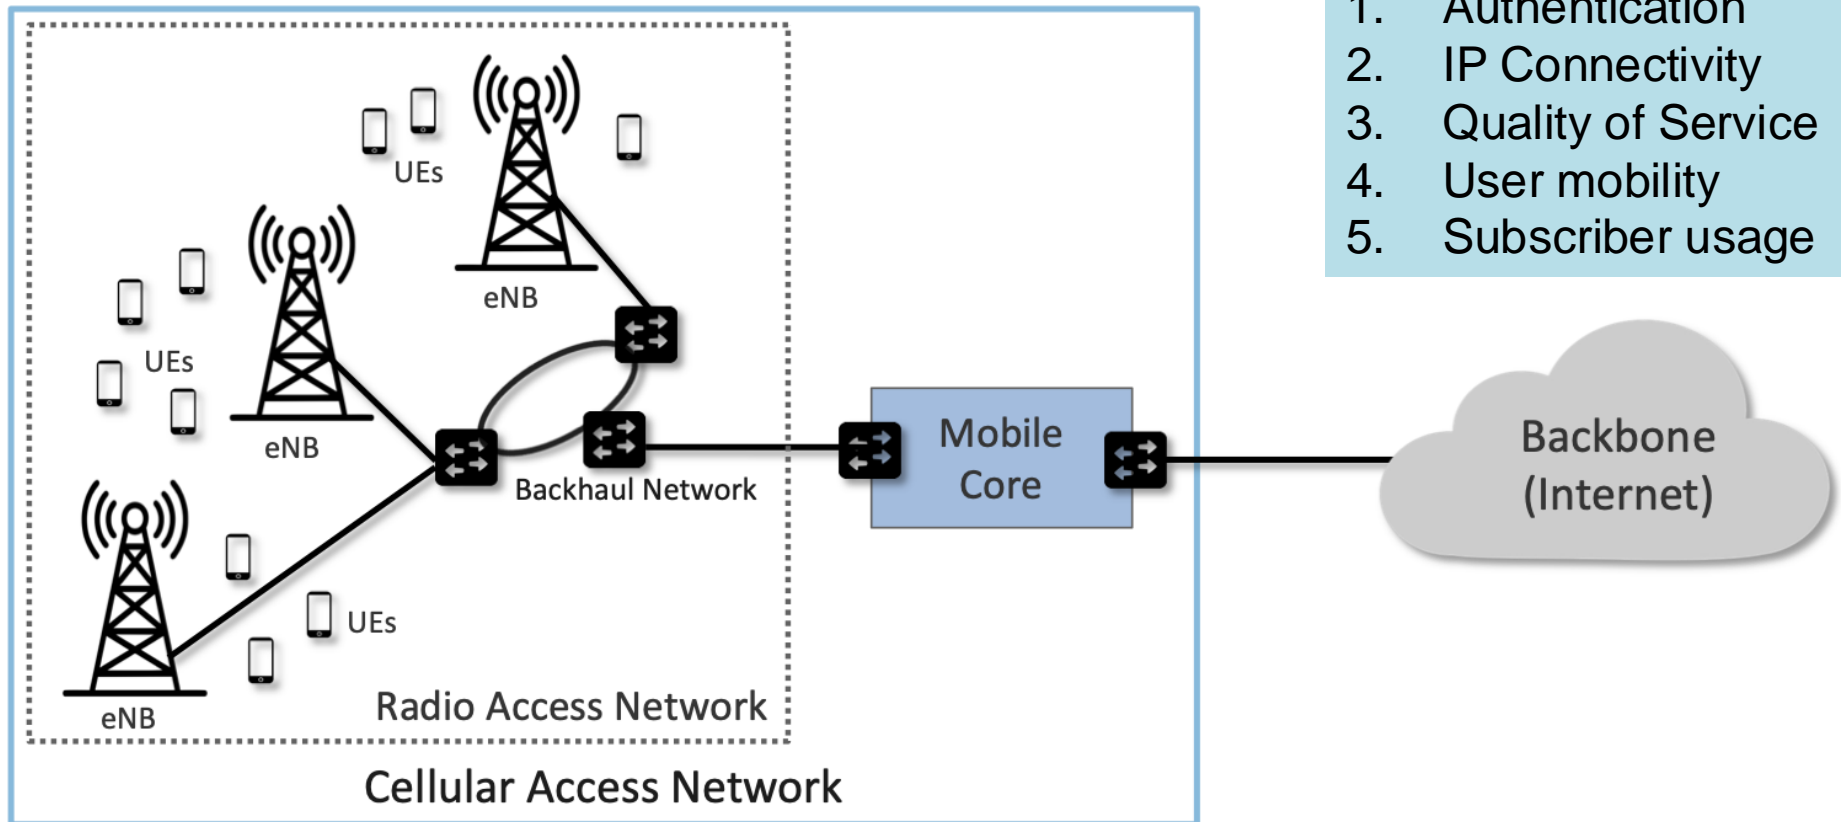 1. Authentication
2. IP Connectivity
3. Quality of Service
4. User mobility
5. Subscriber usage
UEs
eNB
UEs
eNB
Backhaul Network
UEs
eNB
Radio Access Network
Cellular Access Network
Mobile
Core
Backbone
(Internet)